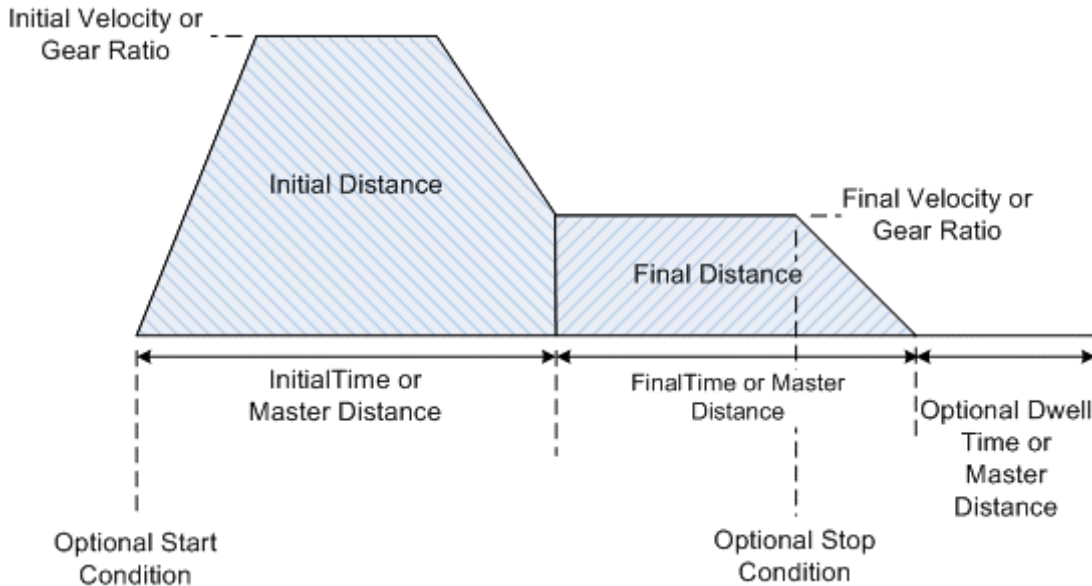 Initial Velocity or
Gear Ratio
Initial Distance
Final Velocity or
Gear Ratio
Final Distance
InitialTime or
Master Distance
FinalTime or Master
Distance
Optional Dwell
Time or
Master
Distance
Optional Start
Condition
Optional Stop
Condition